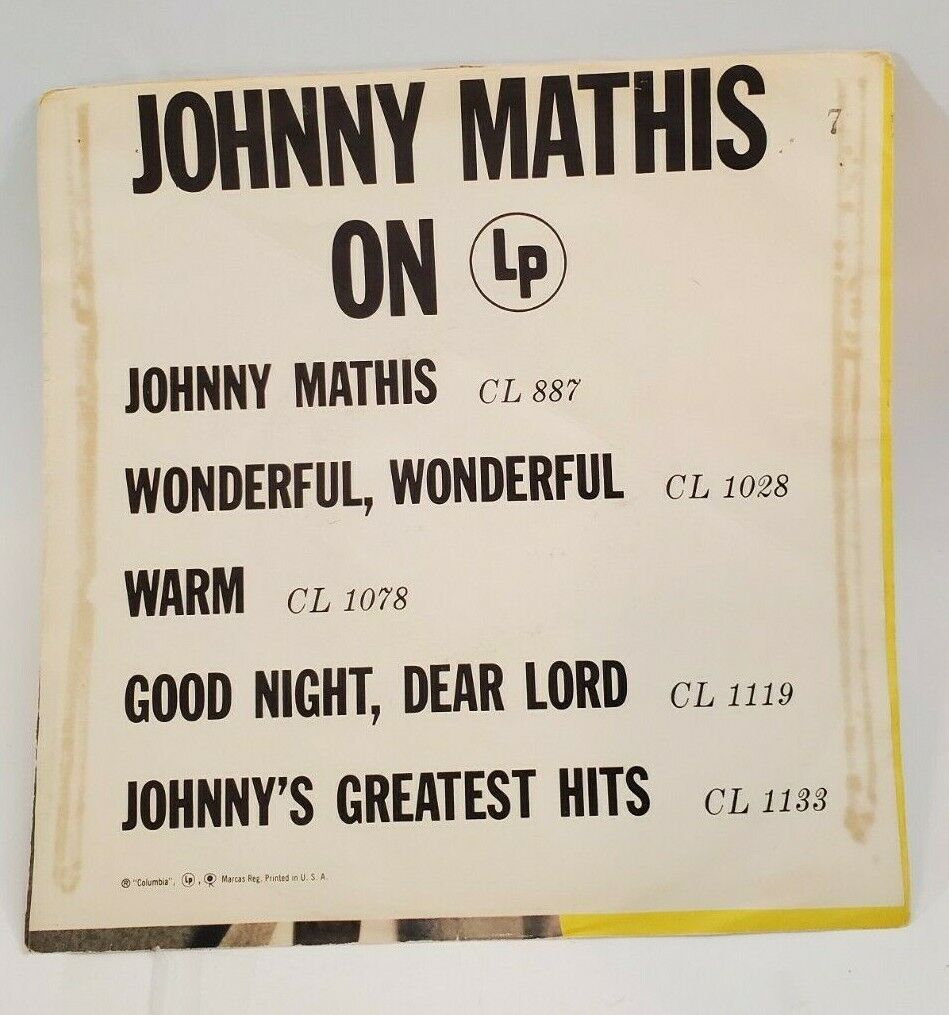 JOHNNY MATHIS 7
ON Lp
JOHNNY MATHIS CL 887
WONDERFUL, WONDERFUL CL 1028
WARM CL 1078
GOOD NIGHT, DEAR LORD CL 1119
JOHNNY'S GREATEST HITS CL 1133
® "Columbia", Lp, Marcas Reg. Printed in U. S. A.